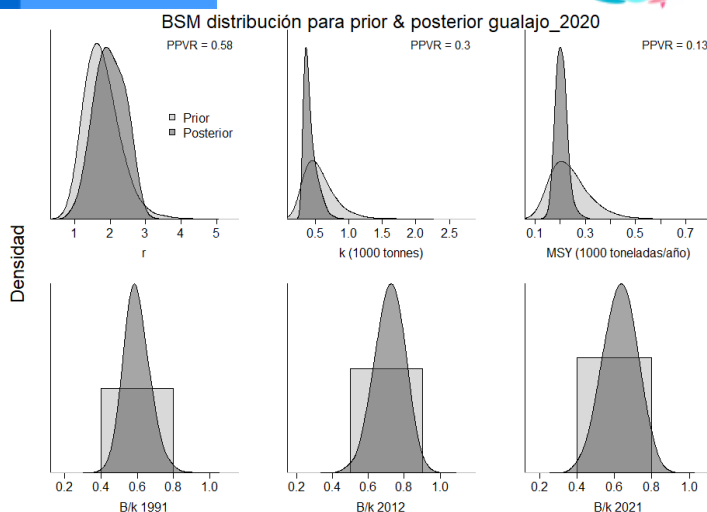 BSM distribución para prior & posterior gualajo_2020
PPVR = 0.58
PPVR = 0.3
PPVR = 0.13
Prior
Posterior
Densidad
1 2 3 4 5
r
0.5 1.0 1.5 2.0 2.5
k (1000 tonnes)
0.1 0.3 0.5 0.7
MSY (1000 toneladas/año)
0.2 0.4 0.6 0.8 1.0
B/k 1991
0.2 0.4 0.6 0.8 1.0
B/k 2012
0.2 0.4 0.6 0.8 1.0
B/k 2021